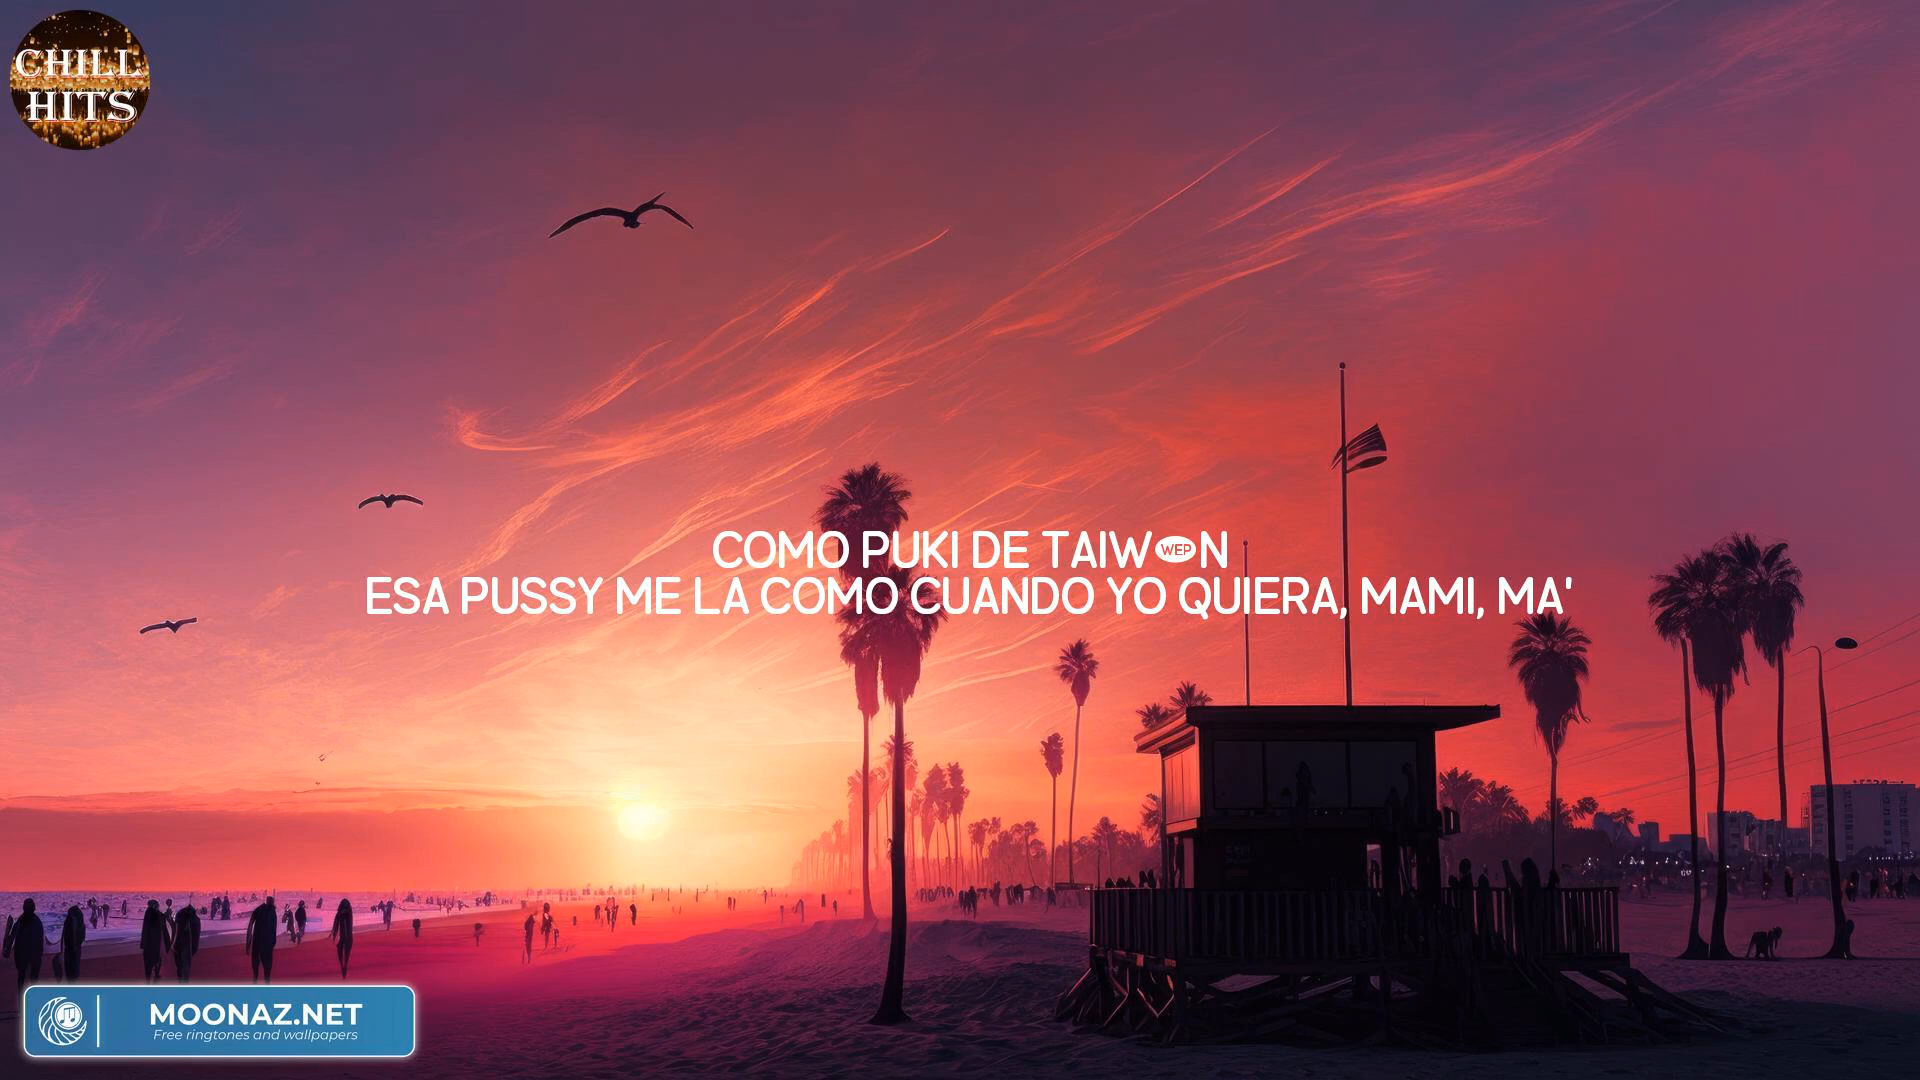 CHILL
HITS
COMO PUKI DE TAIWWEPN
ESA PUSSY ME LA COMO CUANDO YO QUIERA, MAMI, MA'
MOONAZ.NET
Free ringtones and wallpapers